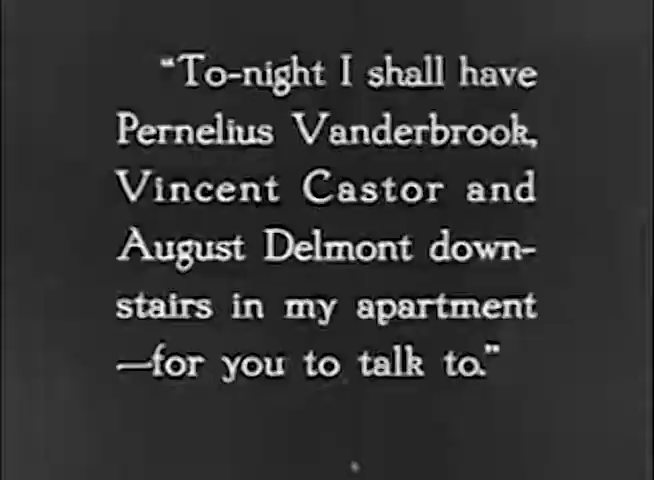 "To-night I shall have
Pernelius Vanderbrook,
Vincent Castor and
August Delmont down-
stairs in my apartment
—for you to talk to."